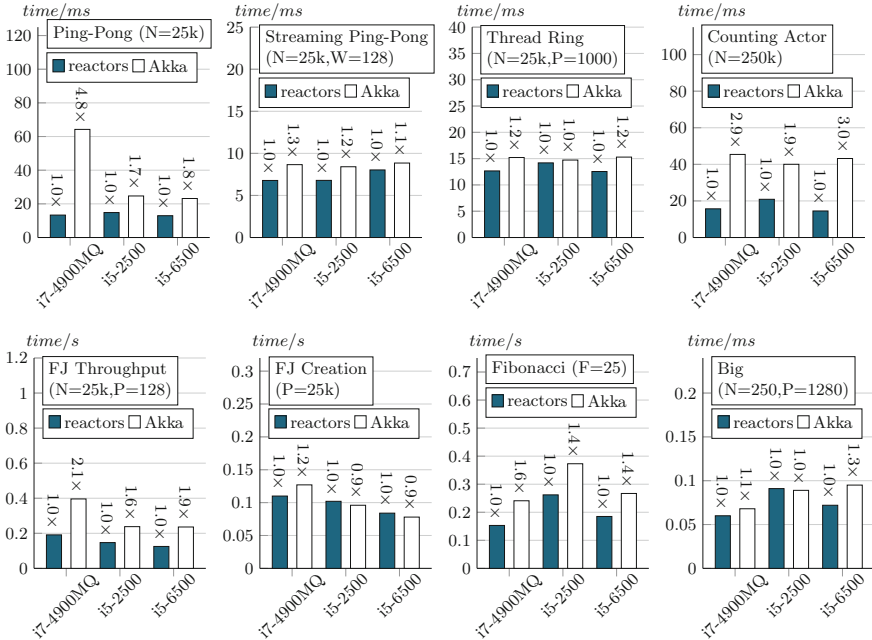 time/ms
Ping-Pong (N=25k)
reactors Akka
120
100
80
60
40
20
0
1.0×
4.8×
1.0×
1.7×
1.0×
1.8×
i7-4900MQ
i5-2500
i5-6500
time/ms
Streaming Ping-Pong
(N=25k,W=128)
reactors Akka
25
20
15
10
5
0
1.0×
1.3×
1.0×
1.2×
1.0×
1.1×
i7-4900MQ
i5-2500
i5-6500
time/ms
Thread Ring
(N=25k,P=1000)
reactors Akka
40
35
30
25
20
15
10
5
0
1.0×
1.2×
1.0×
1.0×
1.0×
1.2×
i7-4900MQ
i5-2500
i5-6500
time/ms
Counting Actor
(N=250k)
reactors Akka
100
80
60
40
20
0
1.0×
2.9×
1.0×
1.9×
1.0×
3.0×
i7-4900MQ
i5-2500
i5-6500
time/s
FJ Throughput
(N=25k,P=128)
reactors Akka
1.2
1
0.8
0.6
0.4
0.2
0
1.0×
2.1×
1.0×
1.6×
1.0×
1.9×
i7-4900MQ
i5-2500
i5-6500
time/s
FJ Creation
(P=25k)
reactors Akka
0.3
0.25
0.2
0.15
0.1
0.05
0
1.0×
1.2×
1.0×
0.9×
1.0×
0.9×
i7-4900MQ
i5-2500
i5-6500
time/s
Fibonacci (F=25)
reactors Akka
0.7
0.6
0.5
0.4
0.3
0.2
0.1
0
1.0×
1.6×
1.0×
1.4×
1.0×
1.4×
i7-4900MQ
i5-2500
i5-6500
time/ms
Big
(N=250,P=1280)
reactors Akka
0.2
0.15
0.1
0.05
0
1.0×
1.1×
1.0×
1.0×
1.0×
1.3×
i7-4900MQ
i5-2500
i5-6500